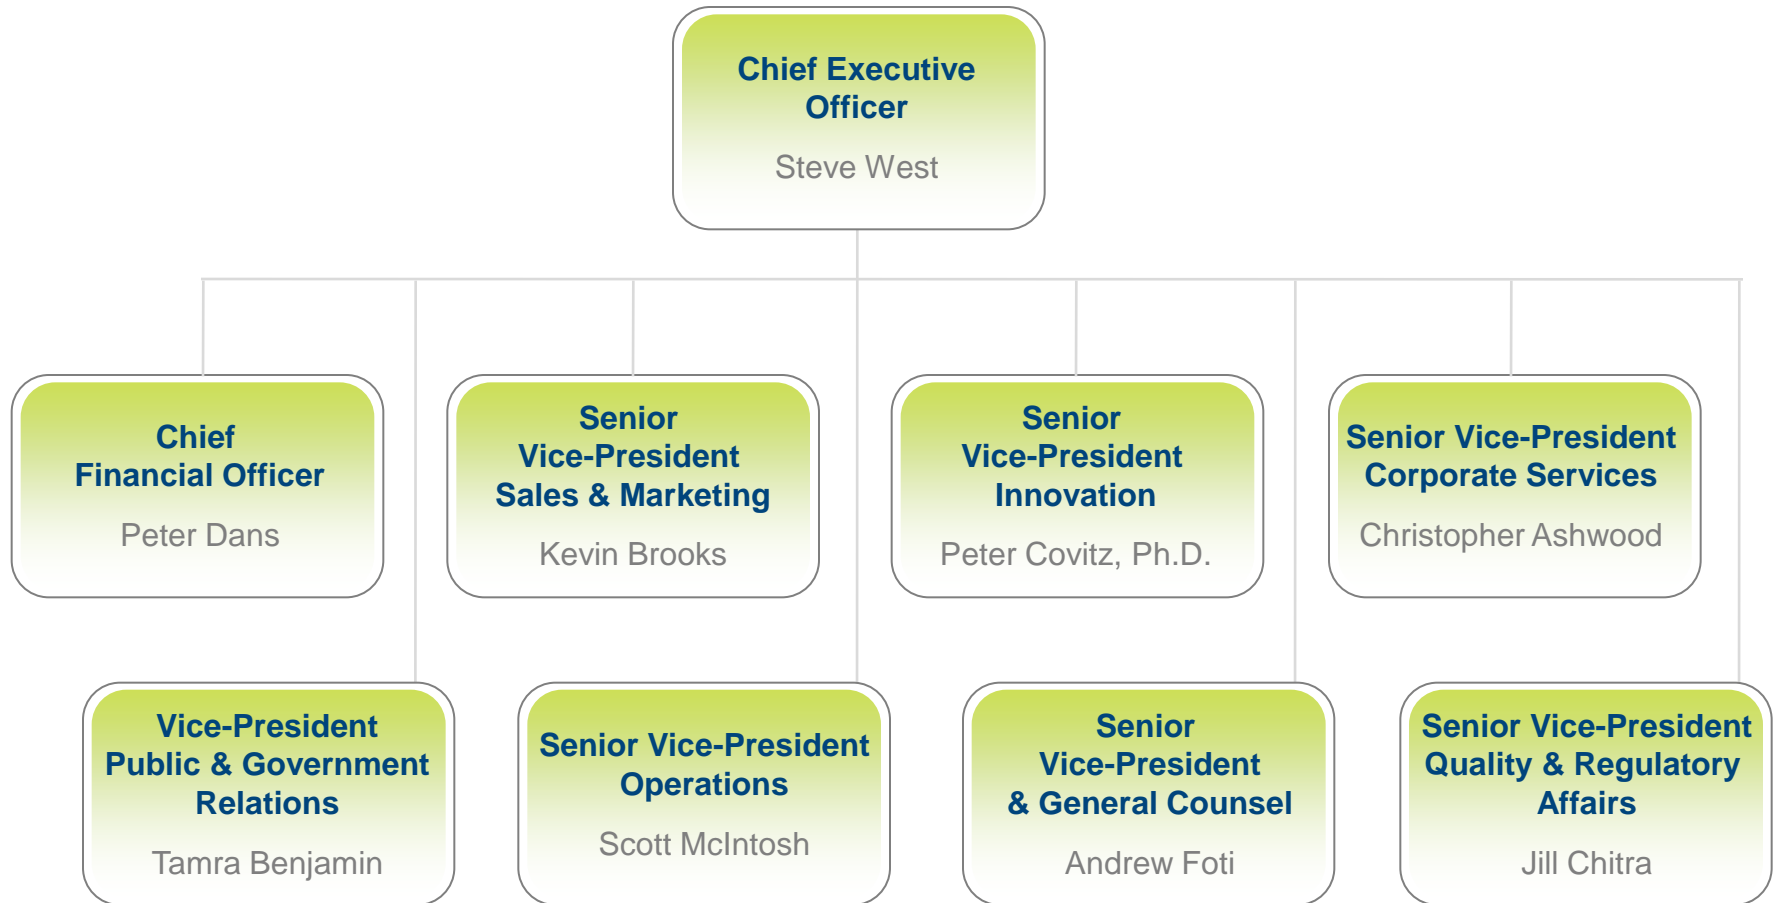 Chief Executive
Officer
Steve West
Chief
Financial Officer
Peter Dans
Senior
Vice-President
Sales & Marketing
Kevin Brooks
Senior
Vice-President
Innovation
Peter Covitz, Ph.D.
Senior Vice-President
Corporate Services
Christopher Ashwood
Vice-President
Public & Government
Relations
Tamra Benjamin
Senior Vice-President
Operations
Scott McIntosh
Senior
Vice-President
& General Counsel
Andrew Foti
Senior Vice-President
Quality & Regulatory
Affairs
Jill Chitra